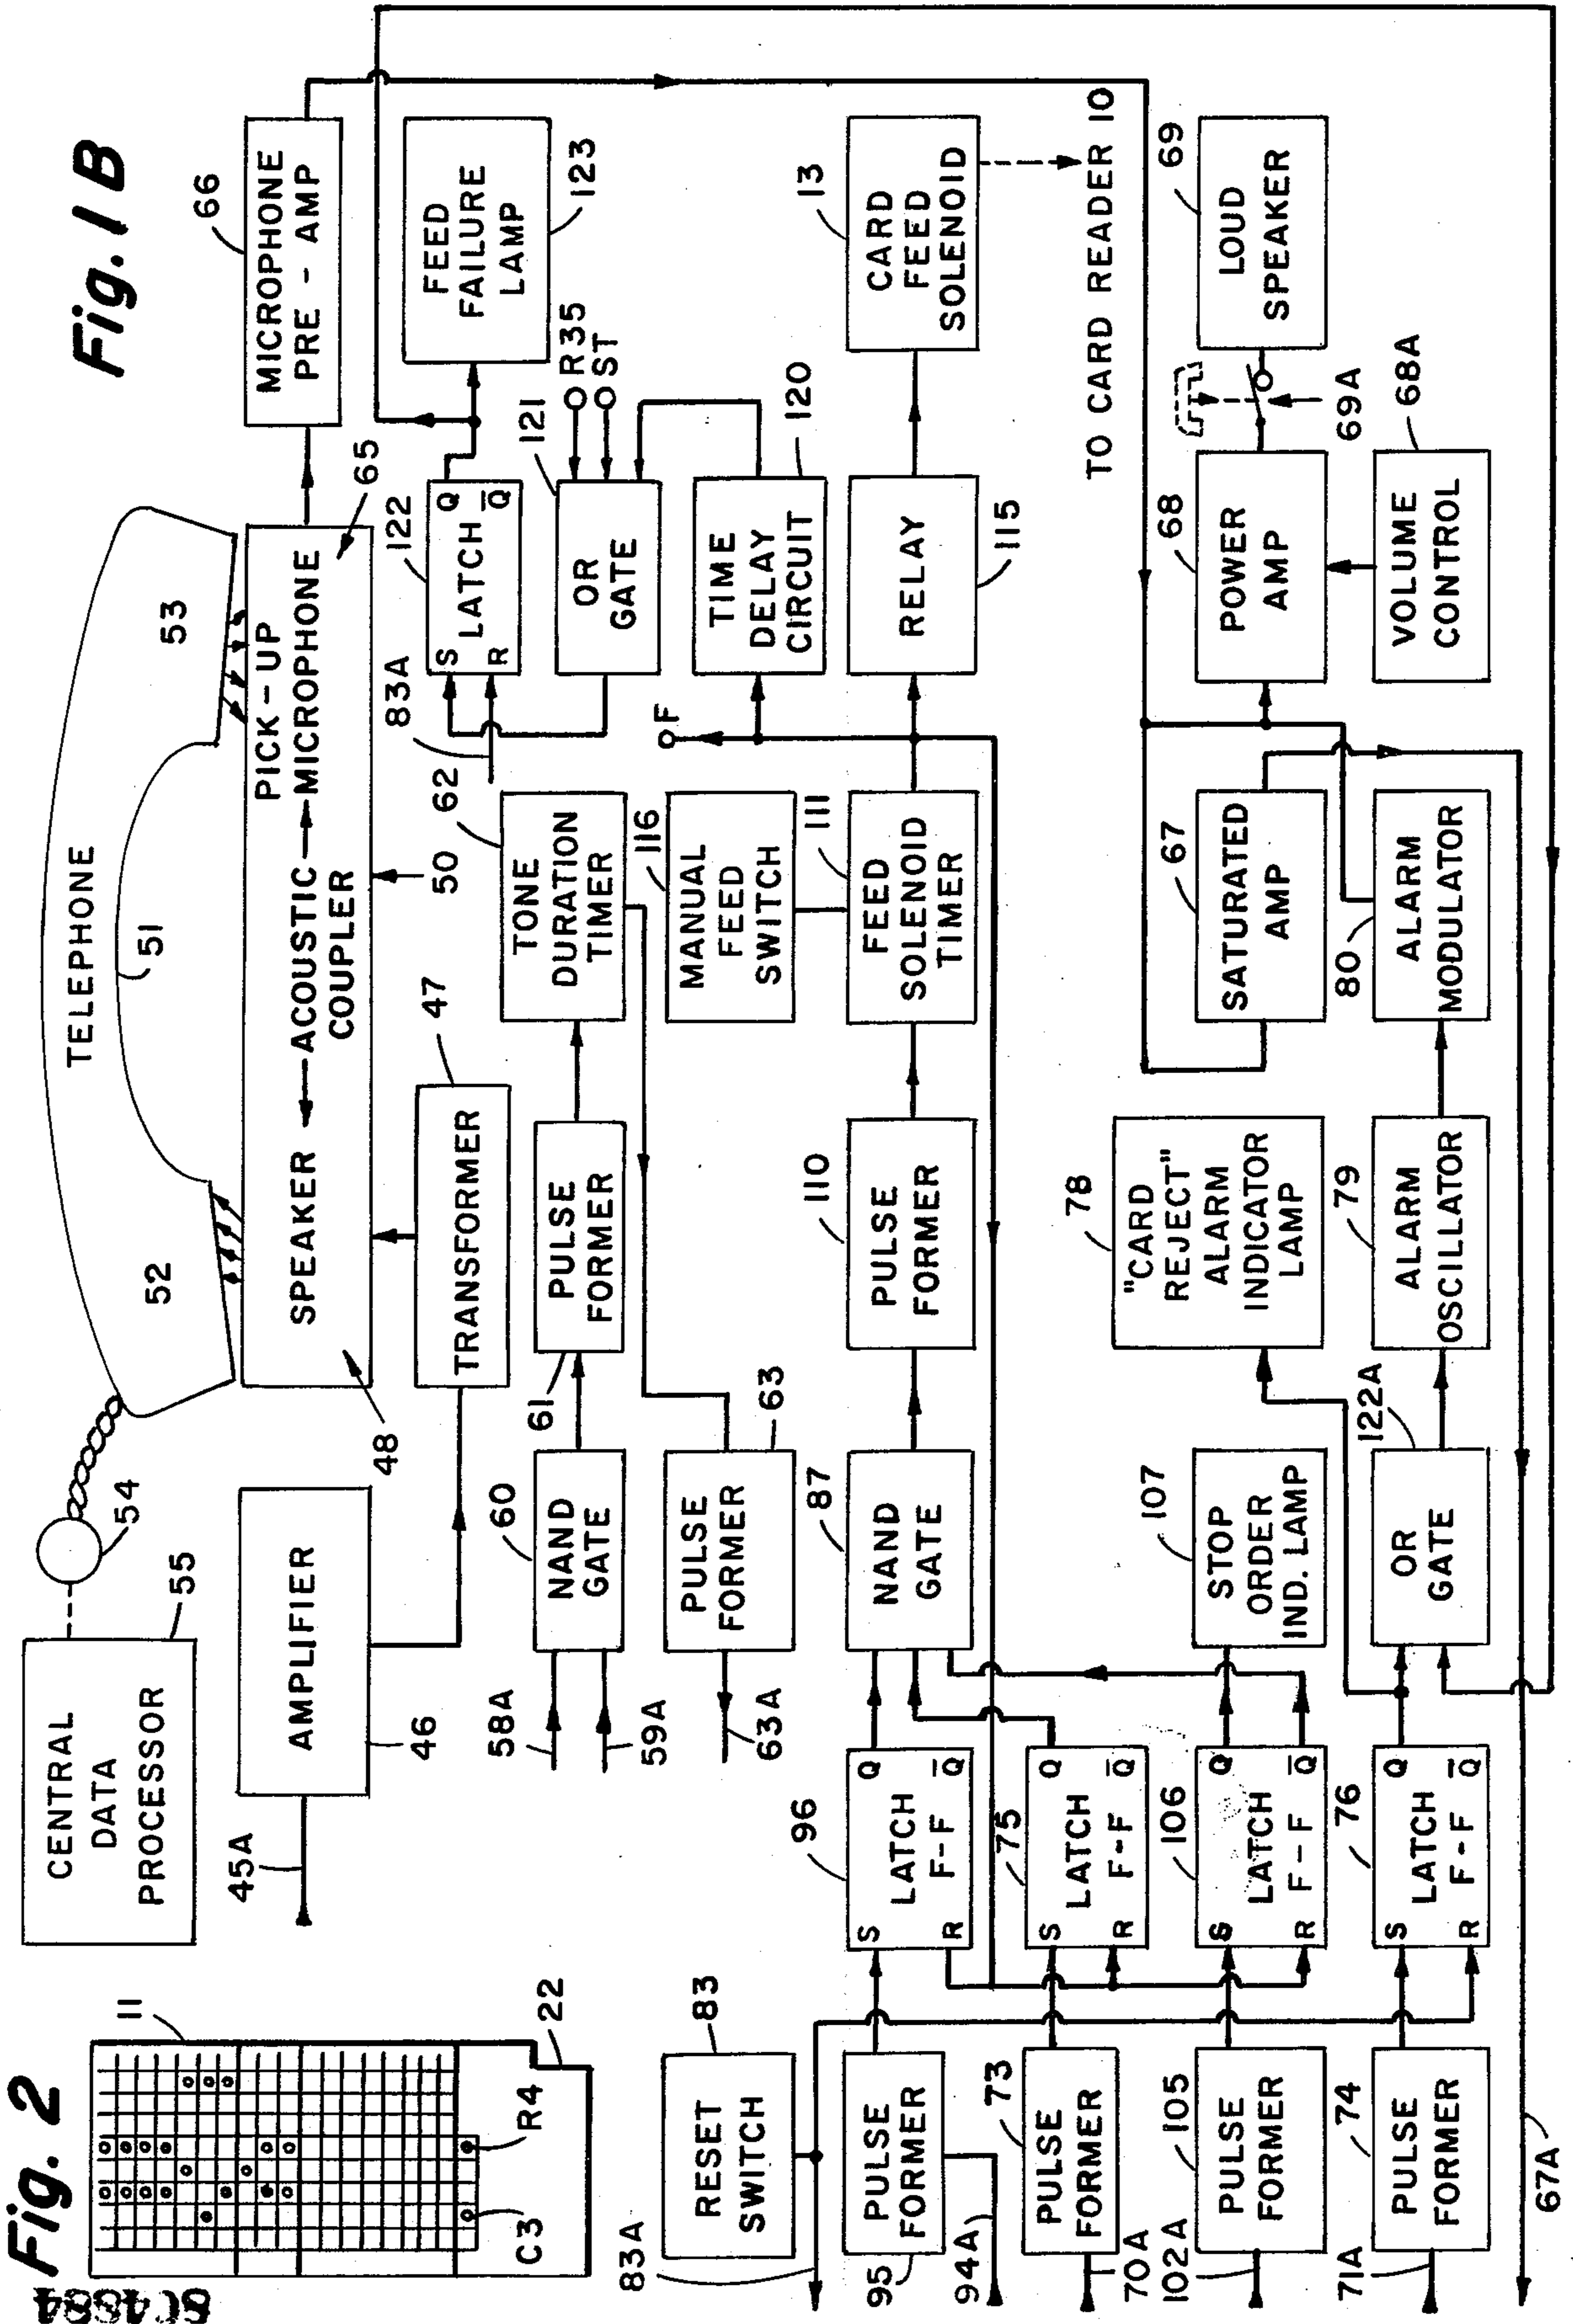 Fig. 1B
Fig. 2
11
22
R4
C3
CENTRAL
DATA
PROCESSOR
55
54
TELEPHONE
51
52
53
SPEAKER
ACOUSTIC
COUPLER
PICK-UP
MICROPHONE
48
50
65
MICROPHONE
PRE - AMP
66
45A
AMPLIFIER
46
TRANSFORMER
47
58A
59A
NAND
GATE
60
PULSE
FORMER
61
TONE
DURATION
TIMER
62
PULSE
FORMER
63
63A
83A
S
R
LATCH
Q
Q̅
122
FEED
FAILURE
LAMP
123
OR
GATE
121
R35
ST
TIME
DELAY
CIRCUIT
120
F
MANUAL
FEED
SWITCH
116
RESET
SWITCH
83
83A
94A
PULSE
FORMER
95
S
R
LATCH
F-F
Q
Q̅
96
NAND
GATE
87
PULSE
FORMER
110
FEED
SOLENOID
TIMER
111
RELAY
115
CARD
FEED
SOLENOID
13
TO CARD READER 10
70A
PULSE
FORMER
73
S
R
LATCH
F-F
Q
Q̅
75
102A
PULSE
FORMER
105
S
R
LATCH
F-F
Q
Q̅
106
STOP
ORDER
IND. LAMP
107
"CARD
REJECT"
ALARM
INDICATOR
LAMP
78
SATURATED
AMP
67
POWER
AMP
68
69A
LOUD
SPEAKER
69
71A
PULSE
FORMER
74
S
R
LATCH
F-F
Q
Q̅
76
OR
GATE
122A
ALARM
OSCILLATOR
79
ALARM
MODULATOR
80
VOLUME
CONTROL
68A
67A